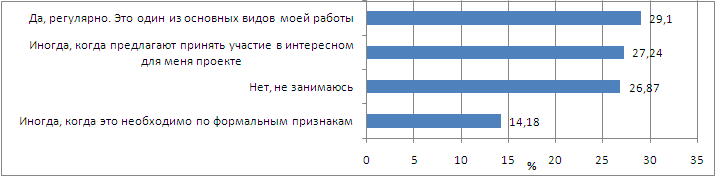 Да, регулярно. Это один из основных видов моей работы
29,1
Иногда, когда предлагают принять участие в интересном
для меня проекте
27,24
Нет, не занимаюсь
26,87
Иногда, когда это необходимо по формальным признакам
14,18
0 5 10 15 20 25 30 35
%